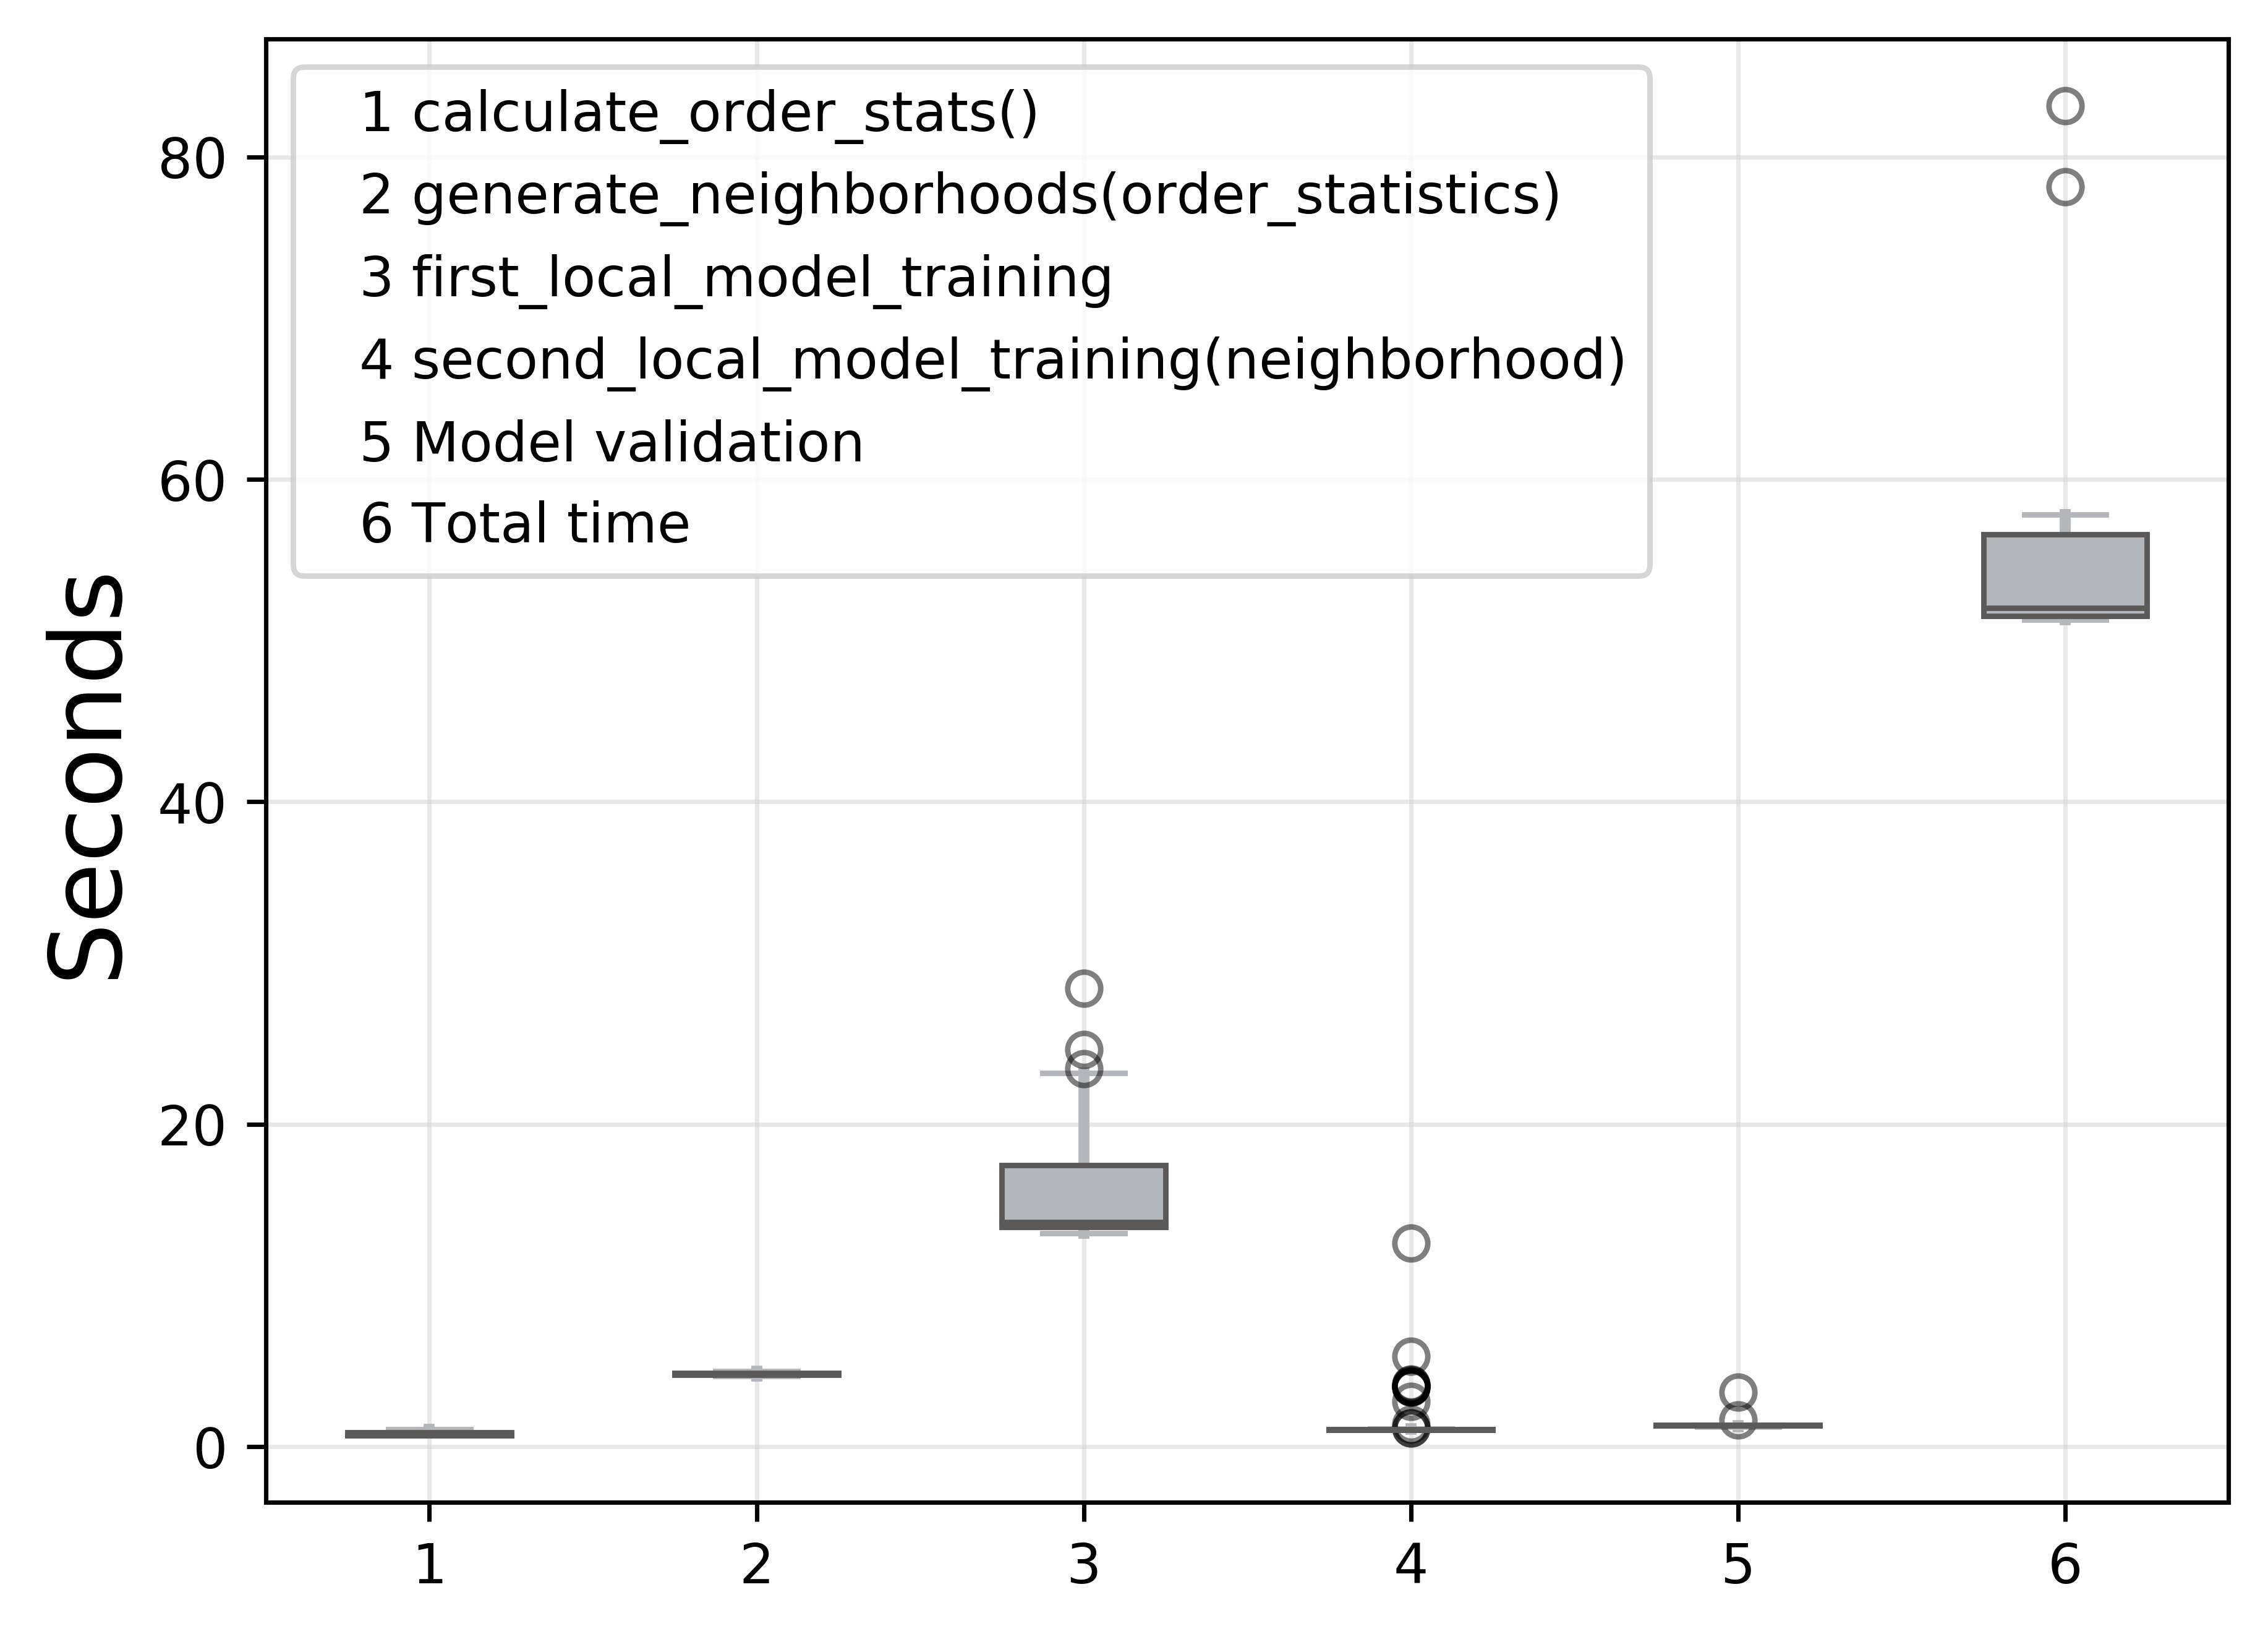 1 calculate_order_stats()
2 generate_neighborhoods(order_statistics)
3 first_local_model_training
4 second_local_model_training(neighborhood)
5 Model validation
6 Total time
Seconds
80
60
40
20
0
1 2 3 4 5 6